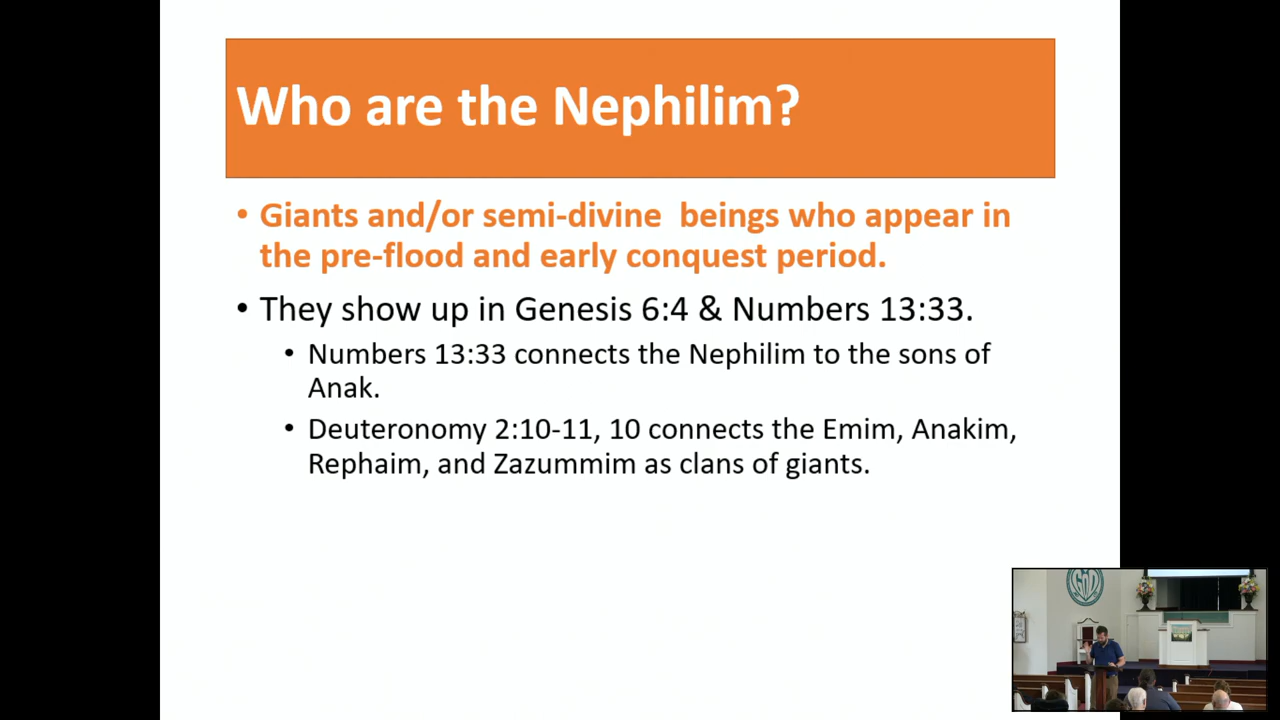 Who are the Nephilim?
• Giants and/or semi-divine  beings who appear in
the pre-flood and early conquest period.
• They show up in Genesis 6:4 & Numbers 13:33.
• Numbers 13:33 connects the Nephilim to the sons of
Anak.
• Deuteronomy 2:10-11, 10 connects the Emim, Anakim,
Rephaim, and Zazummim as clans of giants.